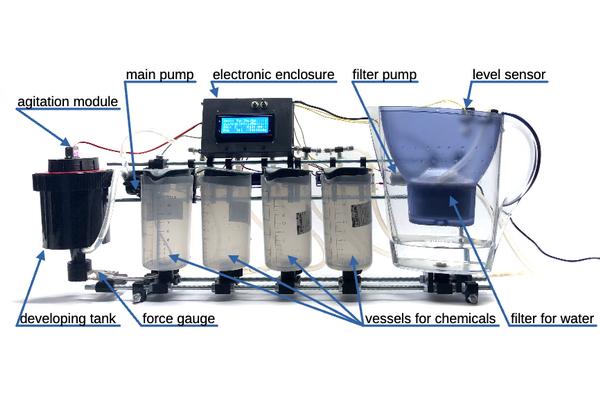 main pump
electronic enclosure
filter pump
level sensor
agitation module
developing tank
force gauge
vessels for chemicals
filter for water